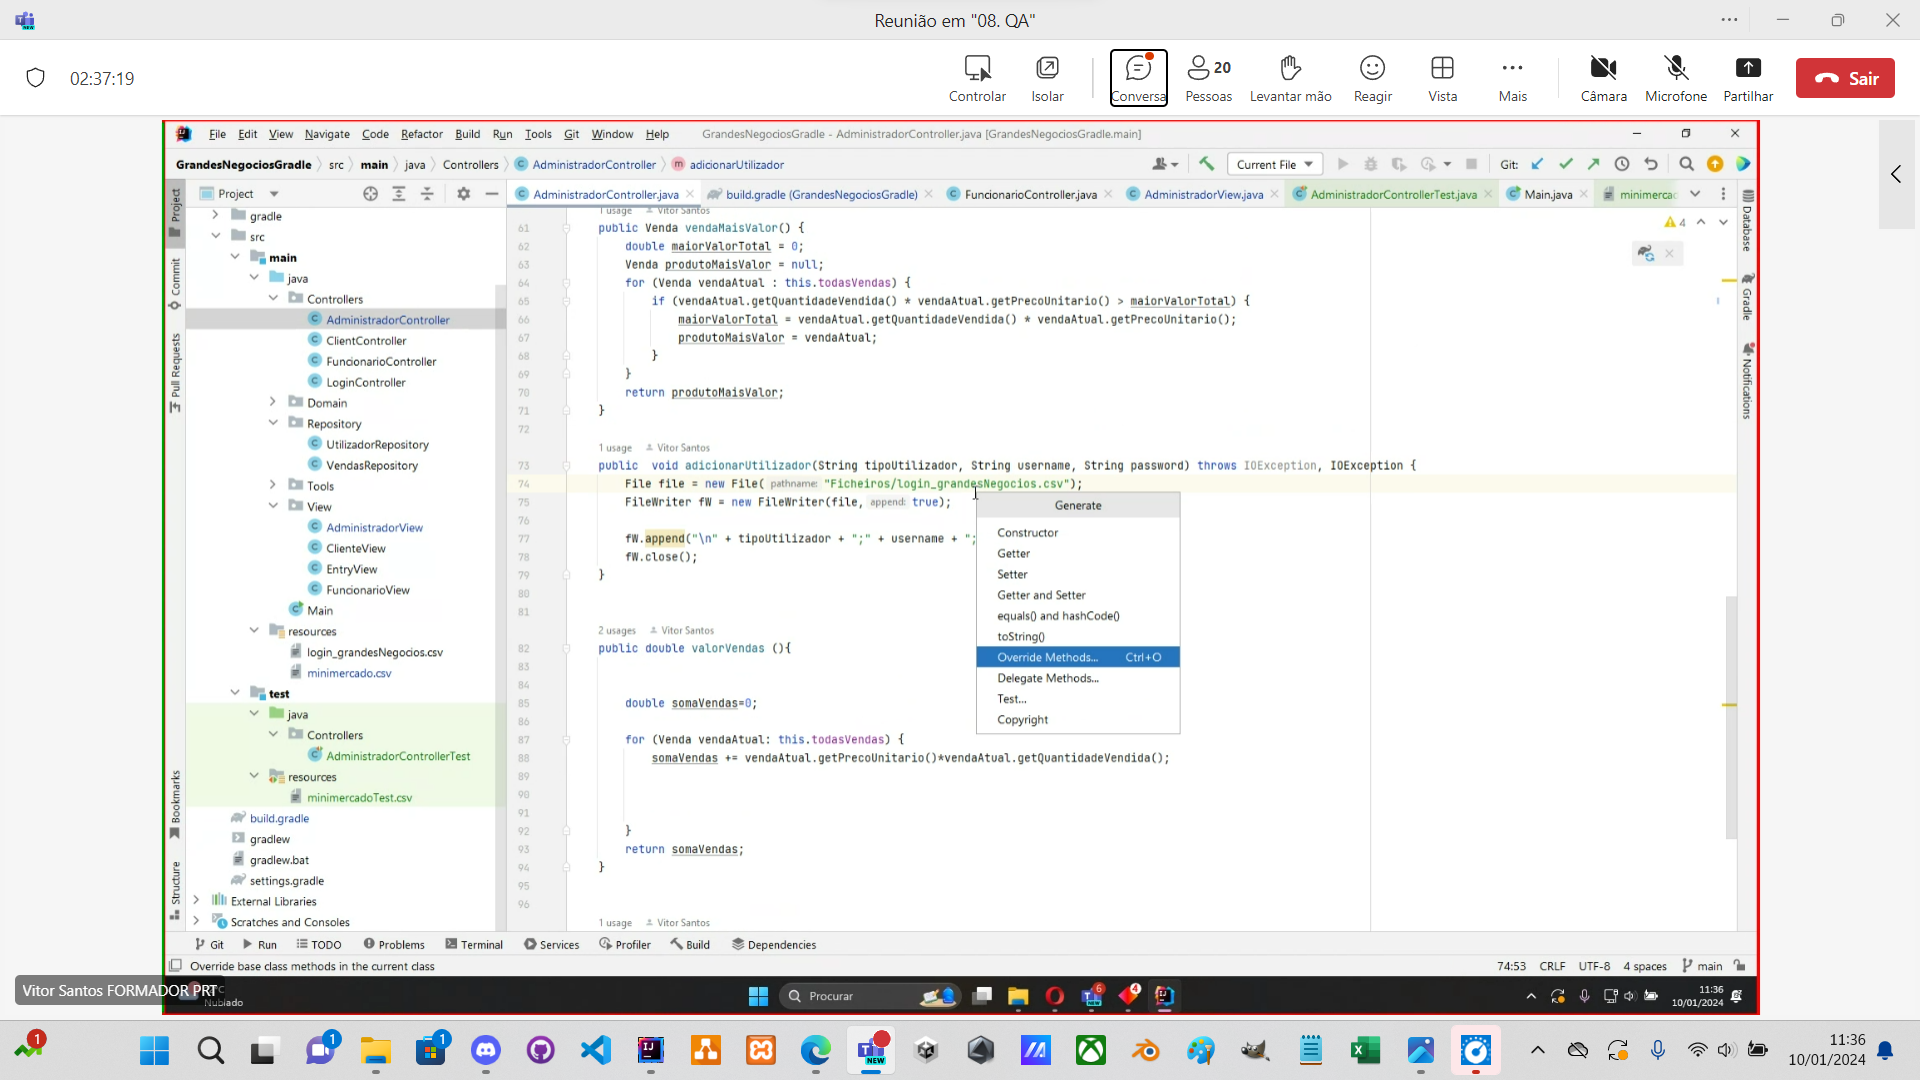 Reunião em "08. QA"
02:37:19
Controlar
Isolar
Conversa
20
Pessoas
Levantar mão
Reagir
Vista
Mais
Câmara
Microfone
Partilhar
Sair
File Edit View Navigate Code Refactor Build Run Tools Git Window Help
GrandesNegociosGradle - AdministradorController.java [GrandesNegociosGradle.main]
GrandesNegociosGradle src main java Controllers AdministradorController adicionarUtilizador
Current File
Git:
Project
AdministradorController.java
build.gradle (GrandesNegociosGradle)
FuncionarioController.java
AdministradorView.java
AdministradorControllerTest.java
Main.java
minimercad
Project
Commit
Pull Requests
Bookmarks
Structure
gradle
src
main
java
Controllers
AdministradorController
ClientController
FuncionarioController
LoginController
Domain
Repository
UtilizadorRepository
VendasRepository
Tools
View
AdministradorView
ClienteView
EntryView
FuncionarioView
Main
resources
login_grandesNegocios.csv
minimercado.csv
test
java
Controllers
AdministradorControllerTest
resources
minimercadoTest.csv
build.gradle
gradlew
gradlew.bat
settings.gradle
External Libraries
Scratches and Consoles
1 usage Vitor Santos
61 public Venda vendaMaisValor() {
62 double maiorValorTotal = 0;
63 Venda produtoMaisValor = null;
64 for (Venda vendaAtual : this.todasVendas) {
65 if (vendaAtual.getQuantidadeVendida() * vendaAtual.getPrecoUnitario() > maiorValorTotal) {
66 maiorValorTotal = vendaAtual.getQuantidadeVendida() * vendaAtual.getPrecoUnitario();
67 produtoMaisValor = vendaAtual;
68 }
69 }
70 return produtoMaisValor;
71 }
72
1 usage Vitor Santos
73 public void adicionarUtilizador(String tipoUtilizador, String username, String password) throws IOException, IOException {
74 File file = new File( pathname: "Ficheiros/login_grandesNegocios.csv");
75 FileWriter fW = new FileWriter(file, append: true);
76
77 fW.append("\n" + tipoUtilizador + ";" + username + ";
78 fW.close();
79 }
80
81
2 usages Vitor Santos
82 public double valorVendas (){
83
84
85 double somaVendas=0;
86
87 for (Venda vendaAtual: this.todasVendas) {
88 somaVendas += vendaAtual.getPrecoUnitario()*vendaAtual.getQuantidadeVendida();
89
90
91
92 }
93 return somaVendas;
94 }
95
96
1 usage Vitor Santos
4
Generate
Constructor
Getter
Setter
Getter and Setter
equals() and hashCode()
toString()
Override Methods... Ctrl+O
Delegate Methods...
Test...
Copyright
Database
Gradle
Notifications
Git Run TODO Problems Terminal Services Profiler Build Dependencies
Override base class methods in the current class
74:53 CRLF UTF-8 4 spaces main
Vitor Santos FORMADOR PRT
Nublado
Procurar
6
4
11:36
10/01/2024
1
1
1
NEW
11:36
10/01/2024